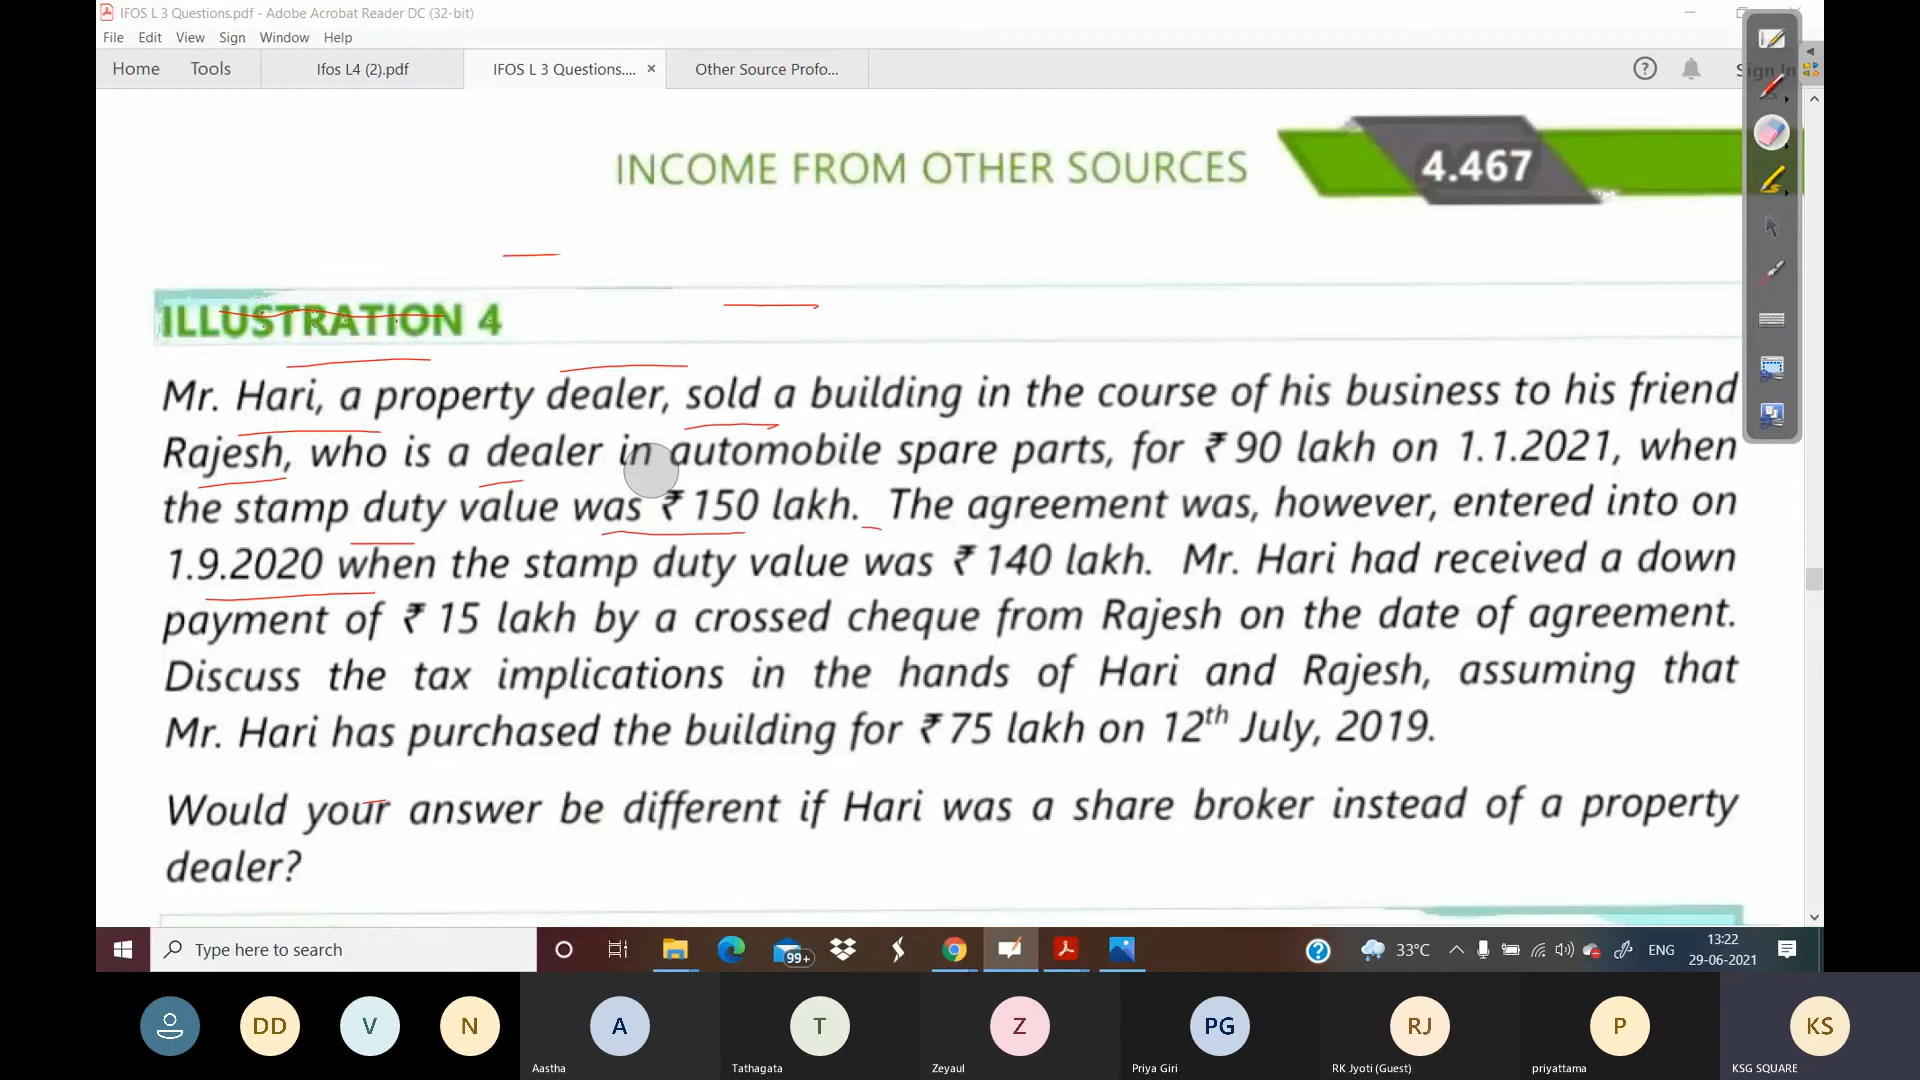 IFOS L 3 Questions.pdf - Adobe Acrobat Reader DC (32-bit)
File Edit View Sign Window Help
Home Tools Ifos L4 (2).pdf IFOS L 3 Questions.... × Other Source Profo... Sign In
INCOME FROM OTHER SOURCES 4.467
ILLUSTRATION 4
Mr. Hari, a property dealer, sold a building in the course of his business to his friend
Rajesh, who is a dealer in automobile spare parts, for ₹ 90 lakh on 1.1.2021, when
the stamp duty value was ₹ 150 lakh. The agreement was, however, entered into on
1.9.2020 when the stamp duty value was ₹ 140 lakh. Mr. Hari had received a down
payment of ₹ 15 lakh by a crossed cheque from Rajesh on the date of agreement.
Discuss the tax implications in the hands of Hari and Rajesh, assuming that
Mr. Hari has purchased the building for ₹ 75 lakh on 12th July, 2019.
Would your answer be different if Hari was a share broker instead of a property
dealer?
Type here to search 99+ 33°C ENG 13:22
29-06-2021
DD V N A T Z PG RJ P KS
Aastha Tathagata Zeyaul Priya Giri RK Jyoti (Guest) priyattama KSG SQUARE